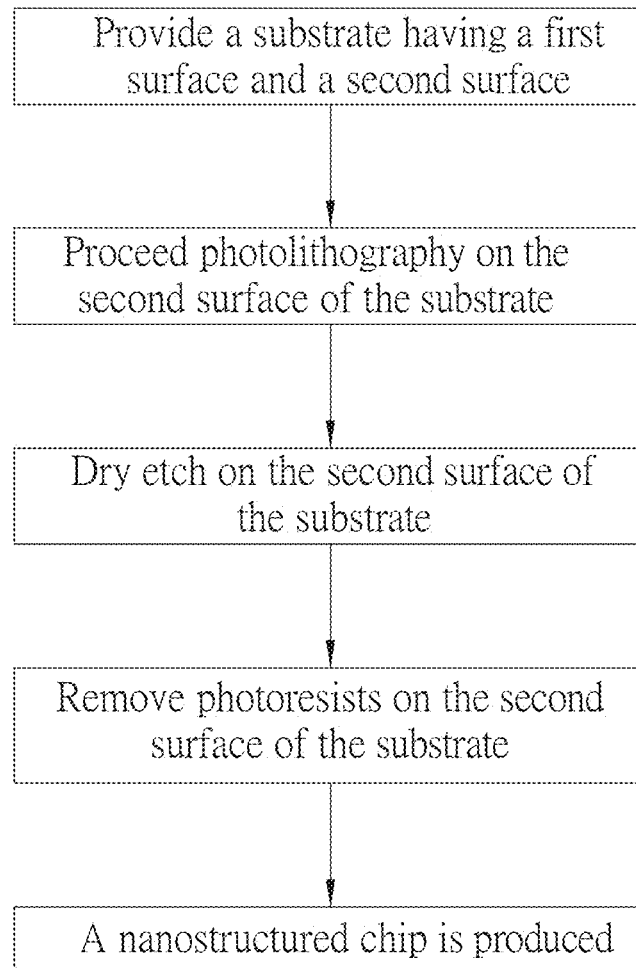 Provide a substrate having a first
surface and a second surface
Proceed photolithography on the
second surface of the substrate
Dry etch on the second surface of
the substrate
Remove photoresists on the second
surface of the substrate
A nanostructured chip is produced